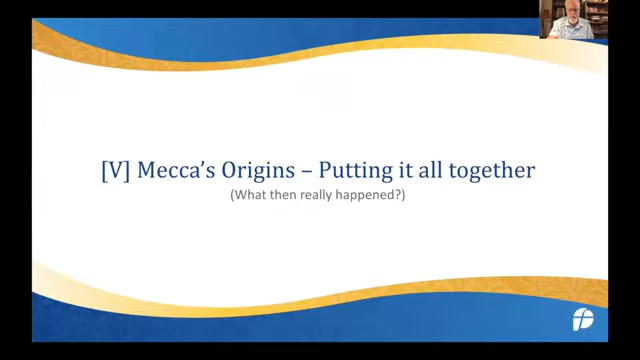 [V] Mecca's Origins – Putting it all together
(What then really happened?)